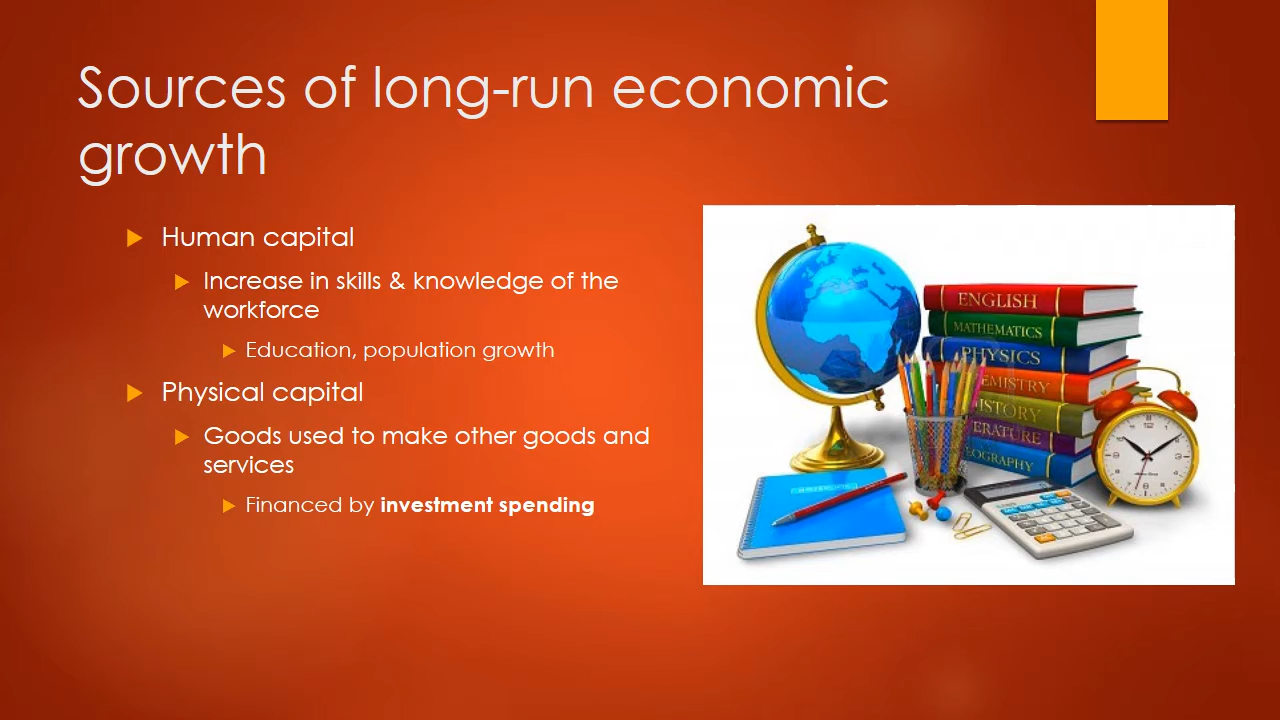 Sources of long-run economic
growth
Human capital
Increase in skills & knowledge of the
workforce
Education, population growth
Physical capital
Goods used to make other goods and
services
Financed by investment spending
ENGLISH
MATHEMATICS
PHYSICS
EMISTRY
ISTORY
ERATURE
OGRAPHY